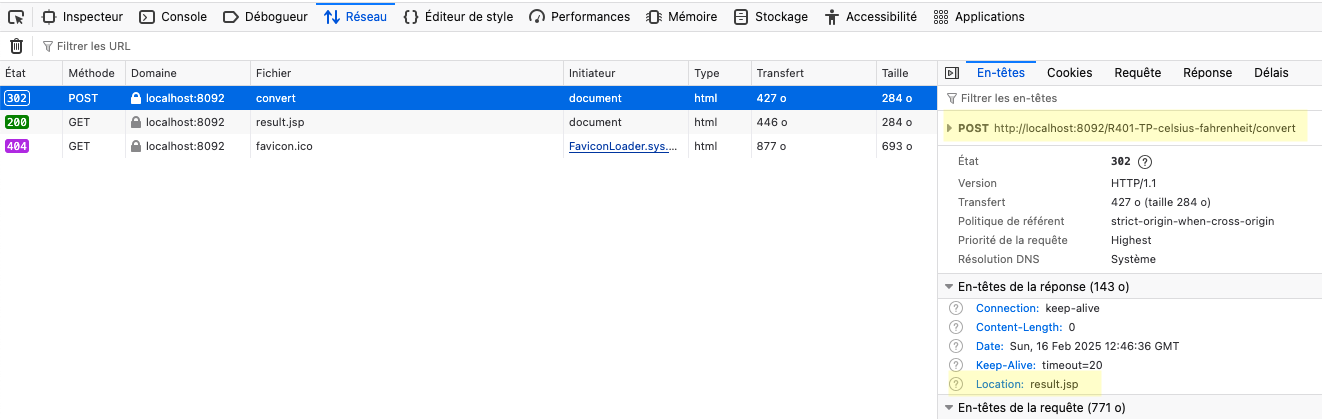 Inspecteur Console Débogueur Réseau Éditeur de style Performances Mémoire Stockage Accessibilité Applications
Filtrer les URL
État Méthode Domaine Fichier Initiateur Type Transfert Taille
302 POST localhost:8092 convert document html 427 o 284 o
200 GET localhost:8092 result.jsp document html 446 o 284 o
404 GET localhost:8092 favicon.ico FaviconLoader.sys.... html 877 o 693 o
En-têtes Cookies Requête Réponse Délais
Filtrer les en-têtes
POST http://localhost:8092/R401-TP-celsius-fahrenheit/convert
État 302
Version HTTP/1.1
Transfert 427 o (taille 284 o)
Politique de référent strict-origin-when-cross-origin
Priorité de la requête Highest
Résolution DNS Système
En-têtes de la réponse (143 o)
Connection: keep-alive
Content-Length: 0
Date: Sun, 16 Feb 2025 12:46:36 GMT
Keep-Alive: timeout=20
Location: result.jsp
En-têtes de la requête (771 o)